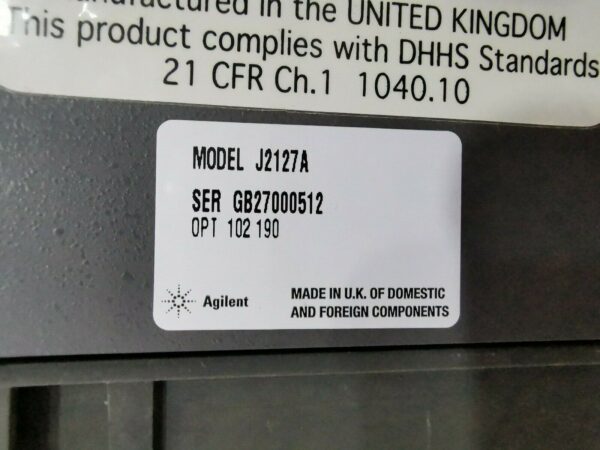 in the UNITED KINGDOM
This product complies with DHHS Standards
21 CFR Ch.1 1040.10
MODEL J2127A
SER GB27000512
OPT 102 190
Agilent
MADE IN U.K. OF DOMESTIC
AND FOREIGN COMPONENTS